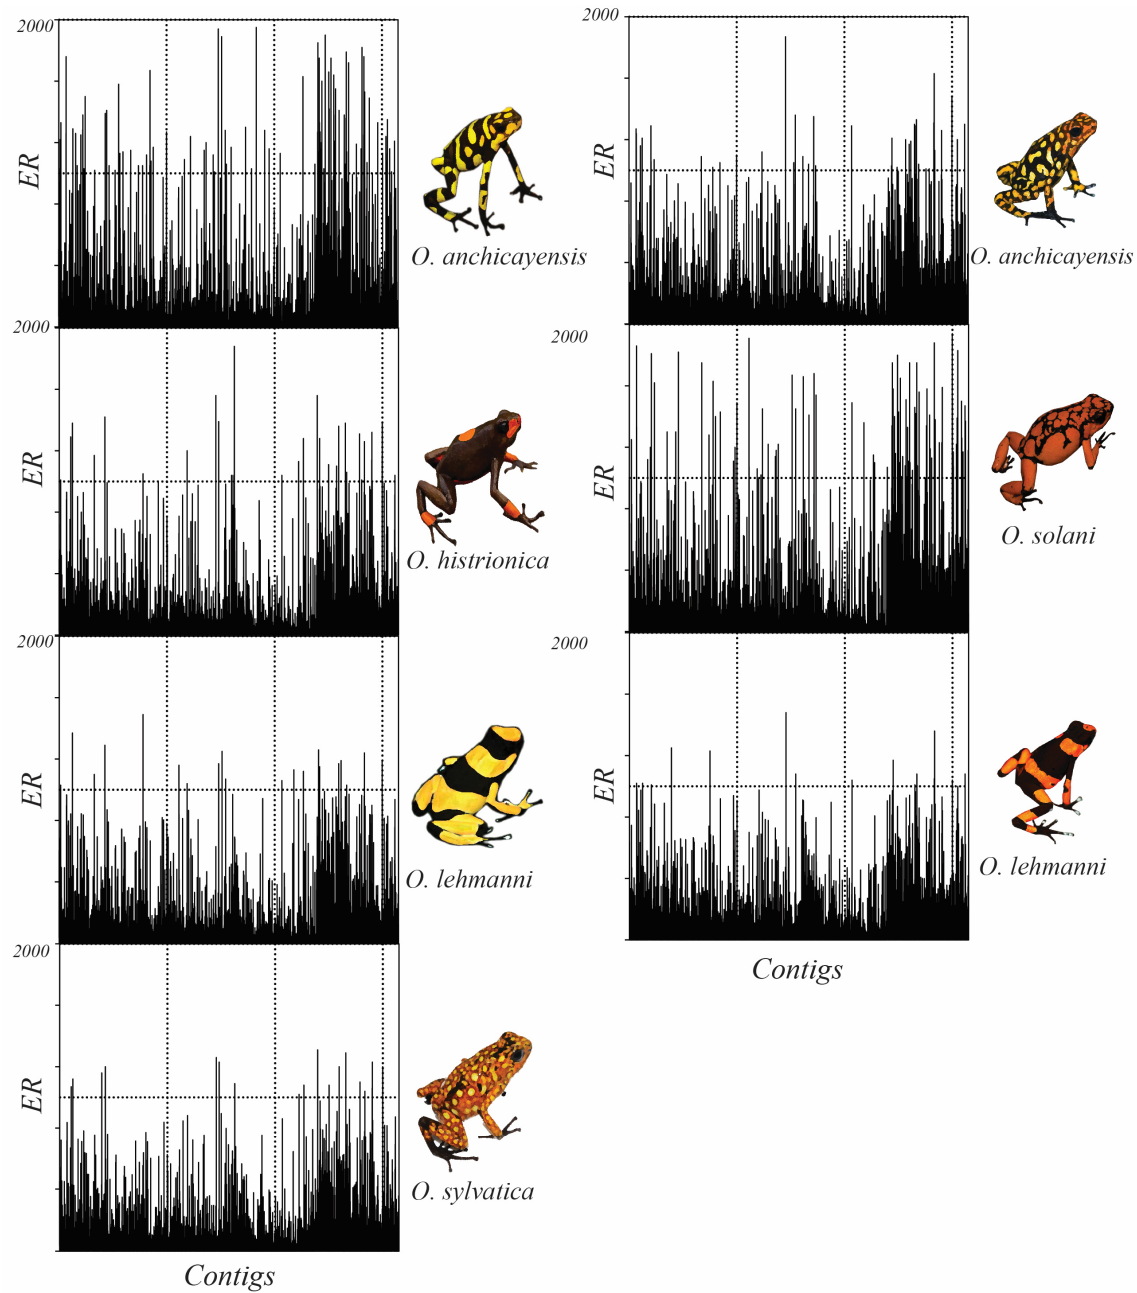 2000
ER
O. anchicayensis
2000
ER
O. histrionica
2000
ER
O. lehmanni
2000
ER
O. sylvatica
Contigs
2000
ER
O. anchicayensis
2000
ER
O. solani
2000
ER
O. lehmanni
Contigs